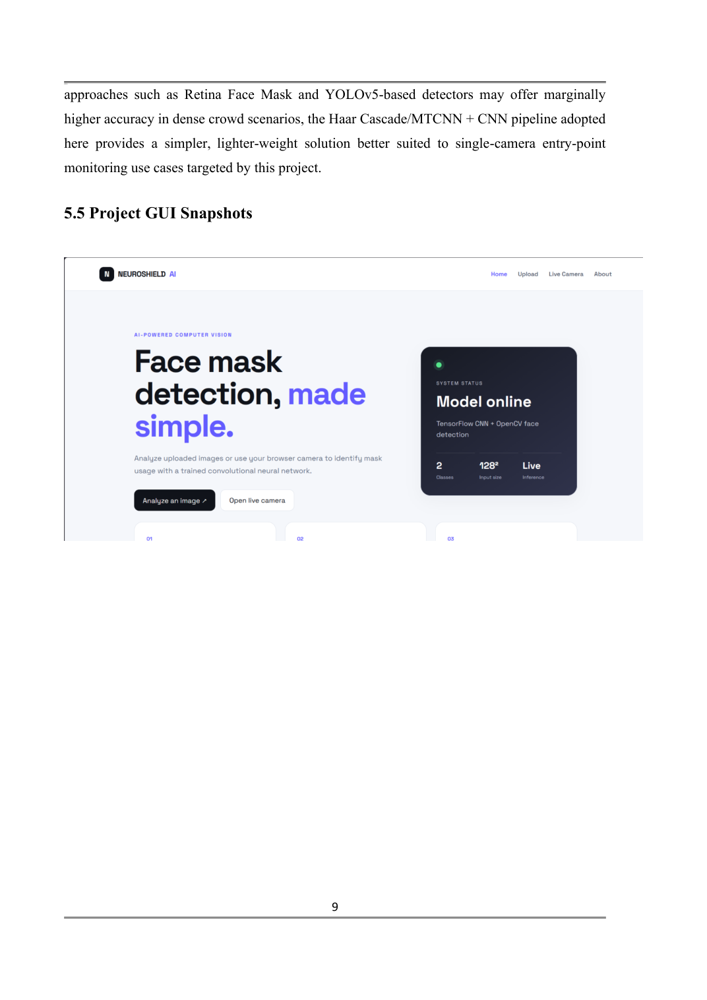 approaches such as Retina Face Mask and YOLOv5-based detectors may offer marginally
higher accuracy in dense crowd scenarios, the Haar Cascade/MTCNN + CNN pipeline adopted
here provides a simpler, lighter-weight solution better suited to single-camera entry-point
monitoring use cases targeted by this project.
5.5 Project GUI Snapshots
N NEUROSHIELD AI
Home Upload Live Camera About
AI-POWERED COMPUTER VISION
Face mask
detection, made
simple.
Analyze uploaded images or use your browser camera to identify mask
usage with a trained convolutional neural network.
Analyze an image ↗ Open live camera
SYSTEM STATUS
Model online
TensorFlow CNN + OpenCV face
detection
2 128² Live
Classes Input size Inference
01 02 03
9